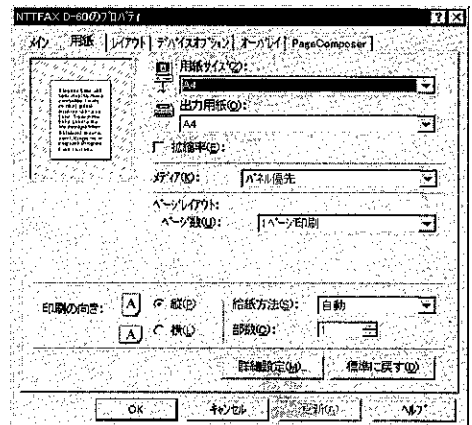 NTTFAX D-60のプロパティ
メイン 用紙 レイアウト デバイスオプション オーバレイ PageComposer
用紙サイズ(Z):
A4
出力用紙(O):
A4
拡縮率(E):
メディア(K): パネル優先
ページレイアウト:
ページ数(U): 1ページ印刷
印刷の向き: A 縦(P) 給紙方法(S): 自動
A 横(L) 部数(C): 1
詳細設定(M)... 標準に戻す(D)
OK キャンセル 更新(A) ヘルプ